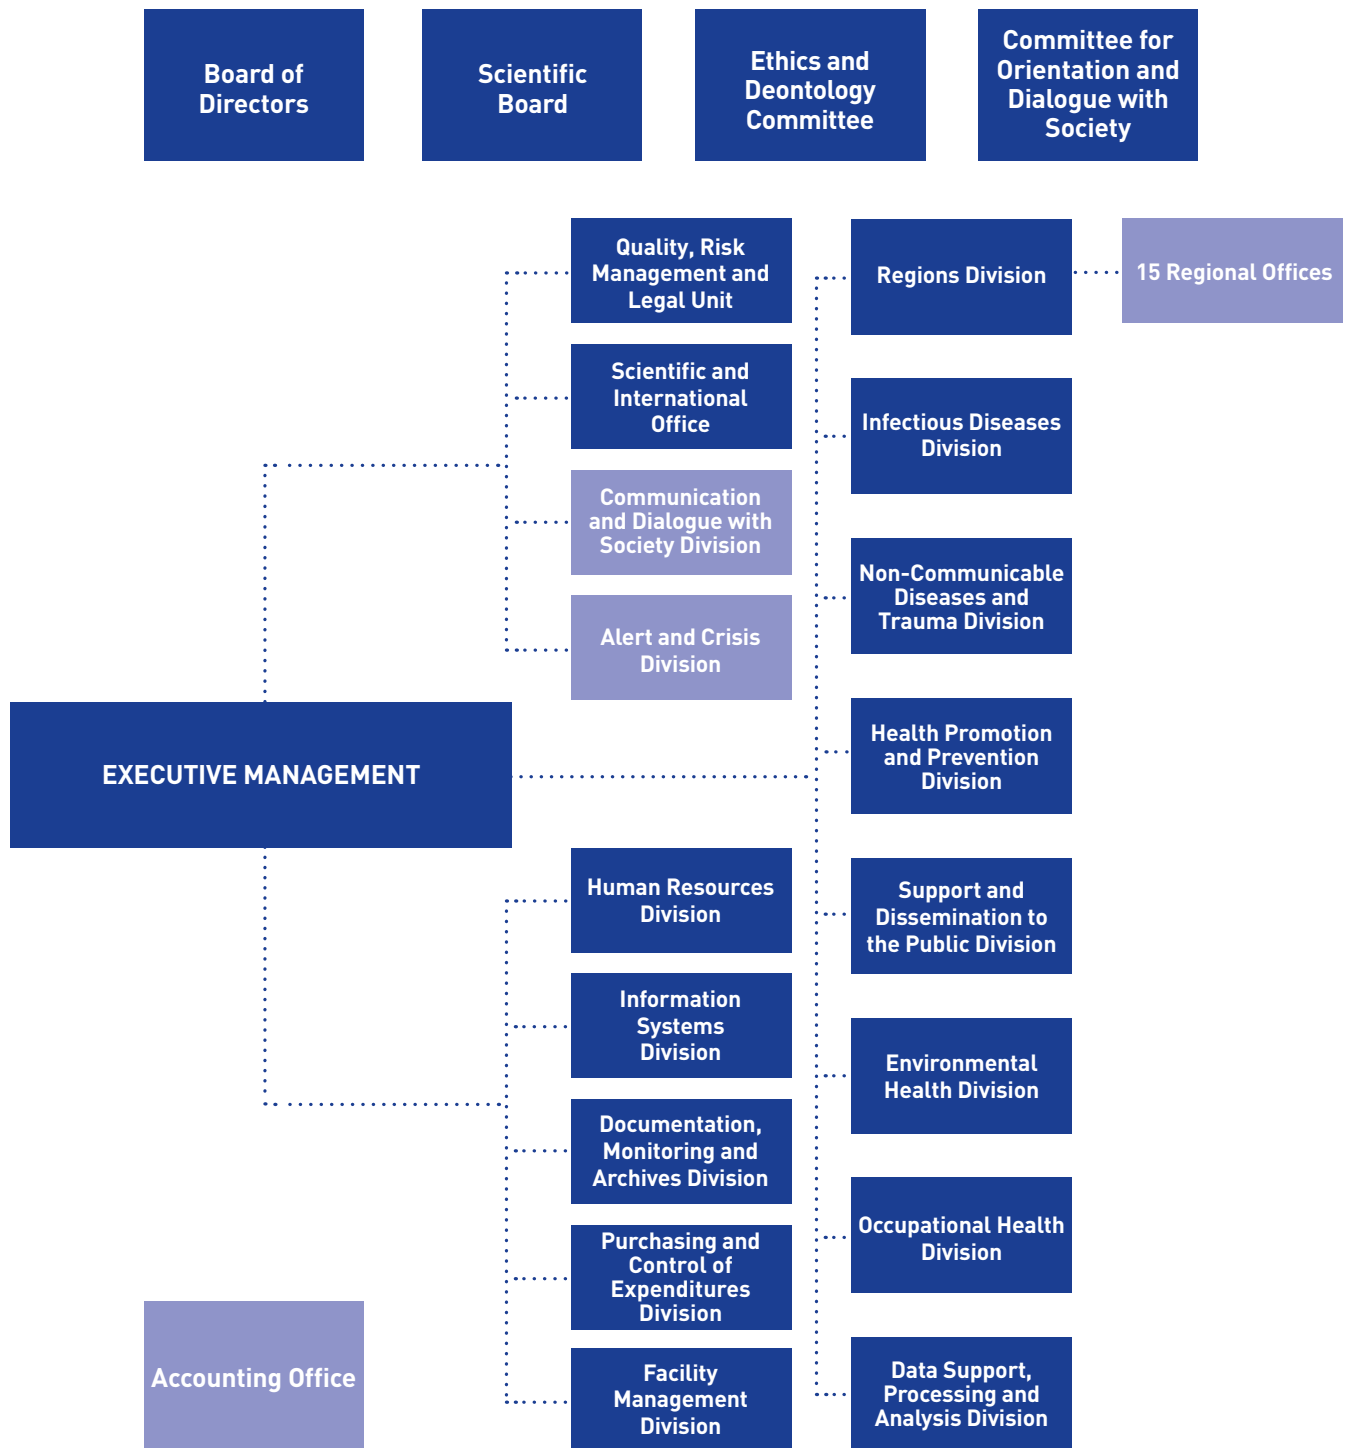 Board of
Directors
Scientific
Board
Ethics and
Deontology
Committee
Committee for
Orientation and
Dialogue with
Society
Quality, Risk
Management and
Legal Unit
Scientific and
International
Office
Communication
and Dialogue with
Society Division
Alert and Crisis
Division
Regions Division
15 Regional Offices
Infectious Diseases
Division
Non-Communicable
Diseases and
Trauma Division
Health Promotion
and Prevention
Division
EXECUTIVE MANAGEMENT
Human Resources
Division
Information
Systems
Division
Documentation,
Monitoring and
Archives Division
Purchasing and
Control of
Expenditures
Division
Facility
Management
Division
Support and
Dissemination to
the Public Division
Environmental
Health Division
Occupational Health
Division
Data Support,
Processing and
Analysis Division
Accounting Office